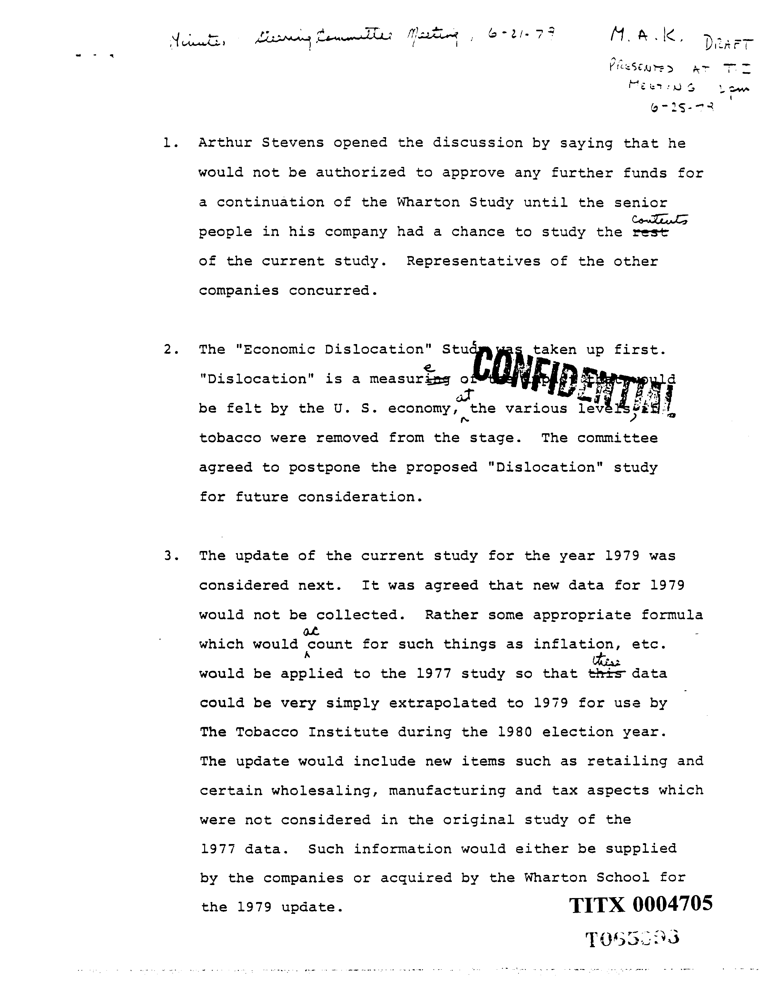 Minutes, Steering Committee Meeting, 6-21-79
M.A.K. DRAFT
PRESENTED AT TI
MEETING 2pm
6-25-79
1. Arthur Stevens opened the discussion by saying that he
would not be authorized to approve any further funds for
a continuation of the Wharton Study until the senior
contents
people in his company had a chance to study the rest
of the current study. Representatives of the other
companies concurred.
2. The "Economic Dislocation" Study was taken up first.
CONFIDENTIAL
e
"Dislocation" is a measuring of
at
be felt by the U. S. economy, the various levels, if
tobacco were removed from the stage. The committee
agreed to postpone the proposed "Dislocation" study
for future consideration.
3. The update of the current study for the year 1979 was
considered next. It was agreed that new data for 1979
would not be collected. Rather some appropriate formula
ac
which would count for such things as inflation, etc.
these
would be applied to the 1977 study so that this data
could be very simply extrapolated to 1979 for use by
The Tobacco Institute during the 1980 election year.
The update would include new items such as retailing and
certain wholesaling, manufacturing and tax aspects which
were not considered in the original study of the
1977 data. Such information would either be supplied
by the companies or acquired by the Wharton School for
the 1979 update.
TITX 0004705